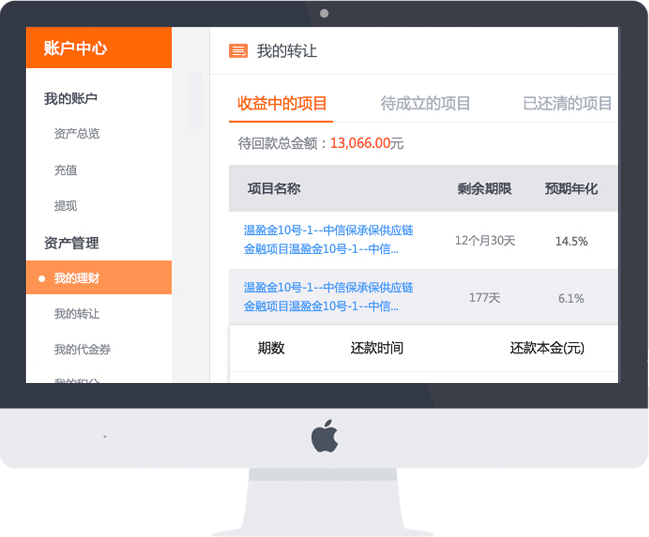 账户中心
我的账户
资产总览
充值
提现
资产管理
我的理财
我的转让
我的代金券
我的积分
我的转让
收益中的项目 待成立的项目 已还清的项目
待回款总金额：13,066.00元
项目名称 剩余期限 预期年化
温盈金10号-1--中信保承保供应链
金融项目温盈金10号-1--中信...
12个月30天 14.5%
温盈金10号-1--中信保承保供应链
金融项目温盈金10号-1--中信...
177天 6.1%
期数 还款时间 还款本金(元)